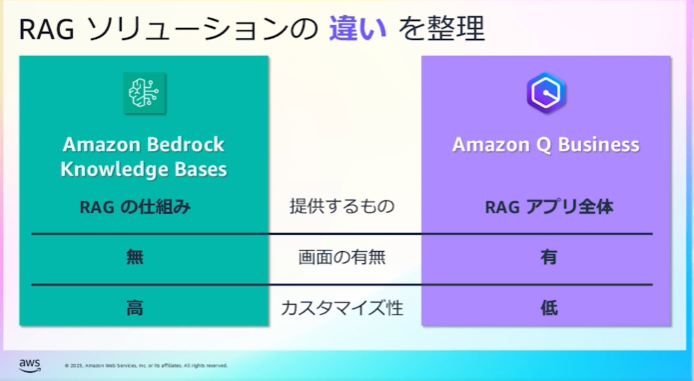 RAG ソリューションの 違い を整理
Amazon Bedrock
Knowledge Bases
Amazon Q Business
RAG の仕組み 提供するもの RAG アプリ全体
無 画面の有無 有
高 カスタマイズ性 低
aws © 2025, Amazon Web Services, Inc. or its affiliates. All rights reserved.